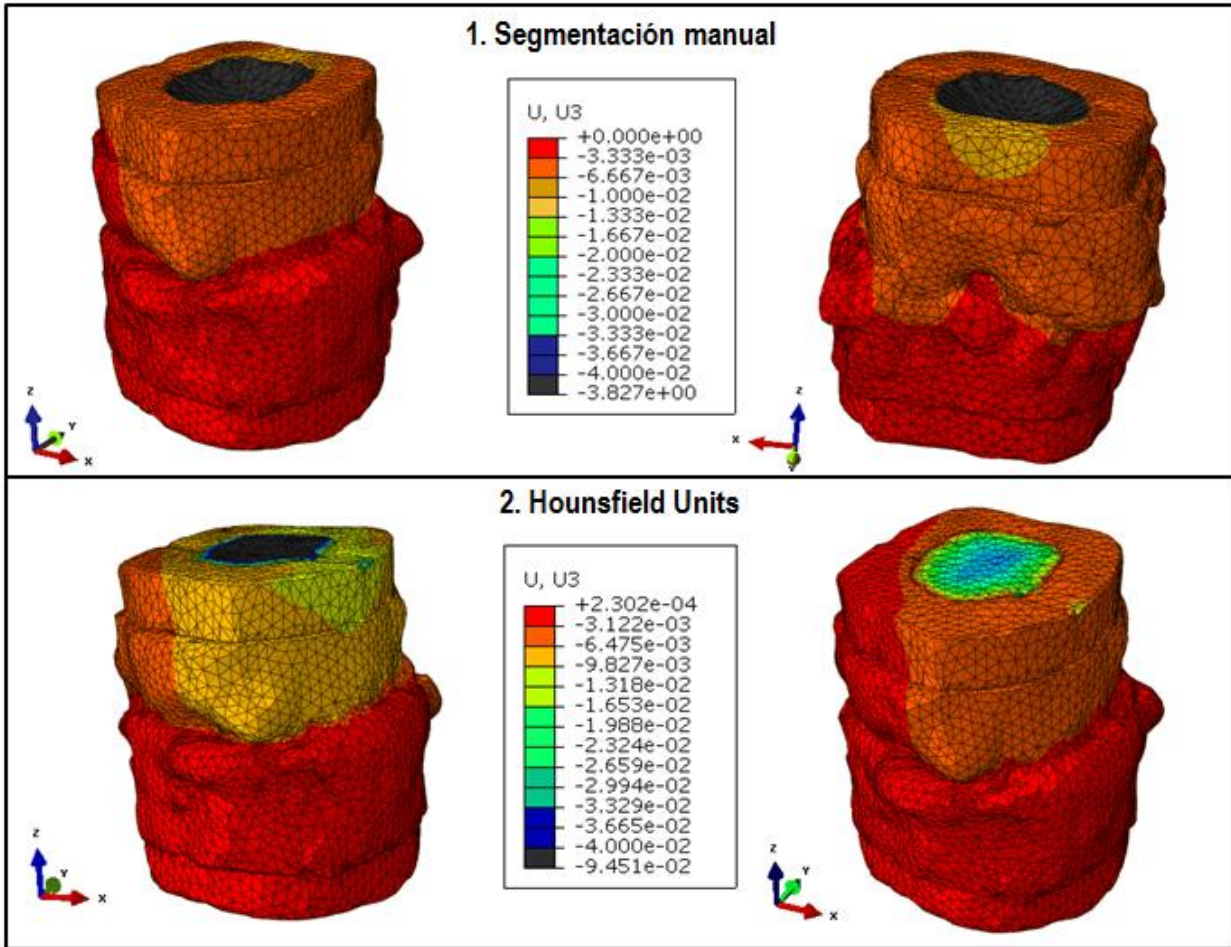 1. Segmentación manual
U, U3
+0.000e+00
-3.333e-03
-6.667e-03
-1.000e-02
-1.333e-02
-1.667e-02
-2.000e-02
-2.333e-02
-2.667e-02
-3.000e-02
-3.333e-02
-3.667e-02
-4.000e-02
-3.827e+00
Z
Y
X
Z
X
Y
2. Hounsfield Units
U, U3
+2.302e-04
-3.122e-03
-6.475e-03
-9.827e-03
-1.318e-02
-1.653e-02
-1.988e-02
-2.324e-02
-2.659e-02
-2.994e-02
-3.329e-02
-3.665e-02
-4.000e-02
-9.451e-02
Z
Y
X
Z
Y
X